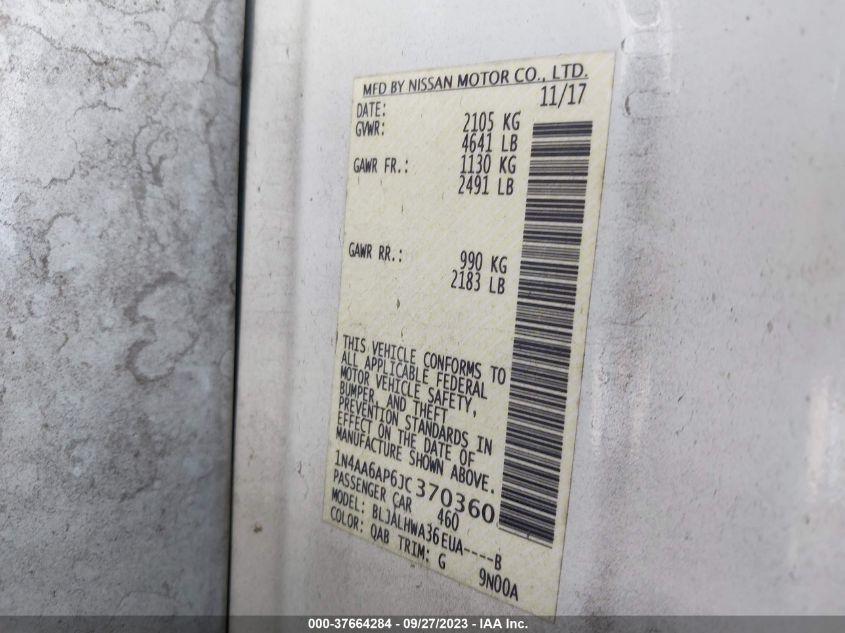 MFD BY NISSAN MOTOR CO., LTD.
DATE: 11/17
GVWR: 2105 KG
4641 LB
GAWR FR.: 1130 KG
2491 LB
GAWR RR.: 990 KG
2183 LB
THIS VEHICLE CONFORMS TO
ALL APPLICABLE FEDERAL
MOTOR VEHICLE SAFETY,
BUMPER, AND THEFT
PREVENTION STANDARDS IN
EFFECT ON THE DATE OF
MANUFACTURE SHOWN ABOVE.
1N4AA6AP6JC370360
PASSENGER CAR 460
MODEL: BLJALHWA36EUA----B
COLOR: QAB TRIM: G 9N00A
000-37664284 - 09/27/2023 - IAA Inc.